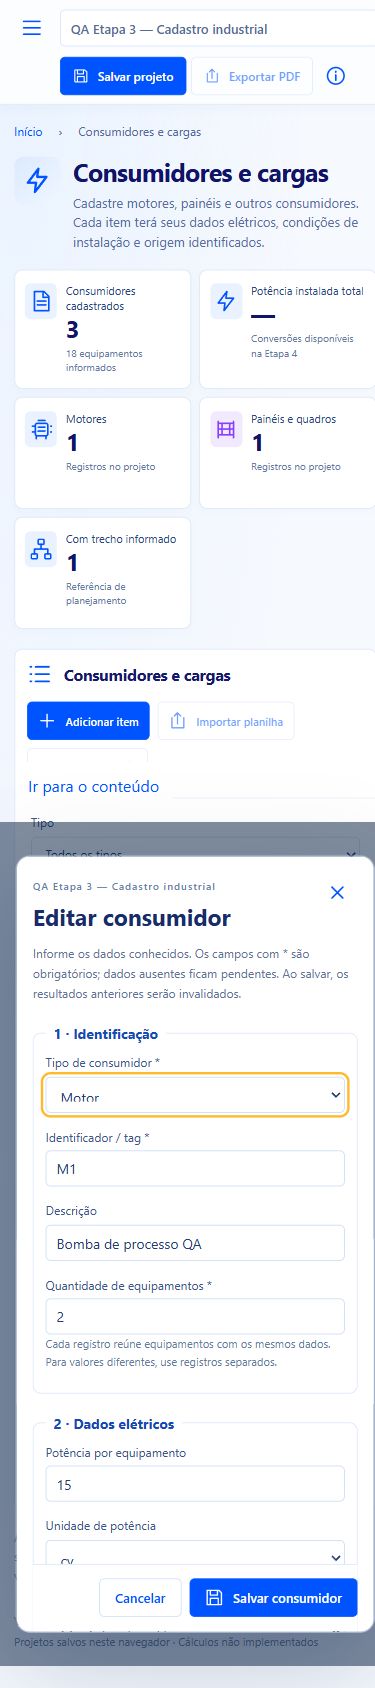 QA Etapa 3 — Cadastro industrial
Salvar projeto
Exportar PDF
Início › Consumidores e cargas
Consumidores e cargas
Cadastre motores, painéis e outros consumidores.
Cada item terá seus dados elétricos, condições de
instalação e origem identificados.
Consumidores
cadastrados
3
18 equipamentos
informados
Potência instalada total
—
Conversões disponíveis
na Etapa 4
Motores
1
Registros no projeto
Painéis e quadros
1
Registros no projeto
Com trecho informado
1
Referência de
planejamento
Consumidores e cargas
Adicionar item
Importar planilha
Ir para o conteúdo
Tipo
Todos os tipos
QA Etapa 3 — Cadastro industrial
Editar consumidor
Informe os dados conhecidos. Os campos com * são
obrigatórios; dados ausentes ficam pendentes. Ao salvar, os
resultados anteriores serão invalidados.
1 · Identificação
Tipo de consumidor *
Motor
Identificador / tag *
M1
Descrição
Bomba de processo QA
Quantidade de equipamentos *
2
Cada registro reúne equipamentos com os mesmos dados.
Para valores diferentes, use registros separados.
2 · Dados elétricos
Potência por equipamento
15
Unidade de potência
cv
Cancelar
Salvar consumidor
Projetos salvos neste navegador · Cálculos não implementados